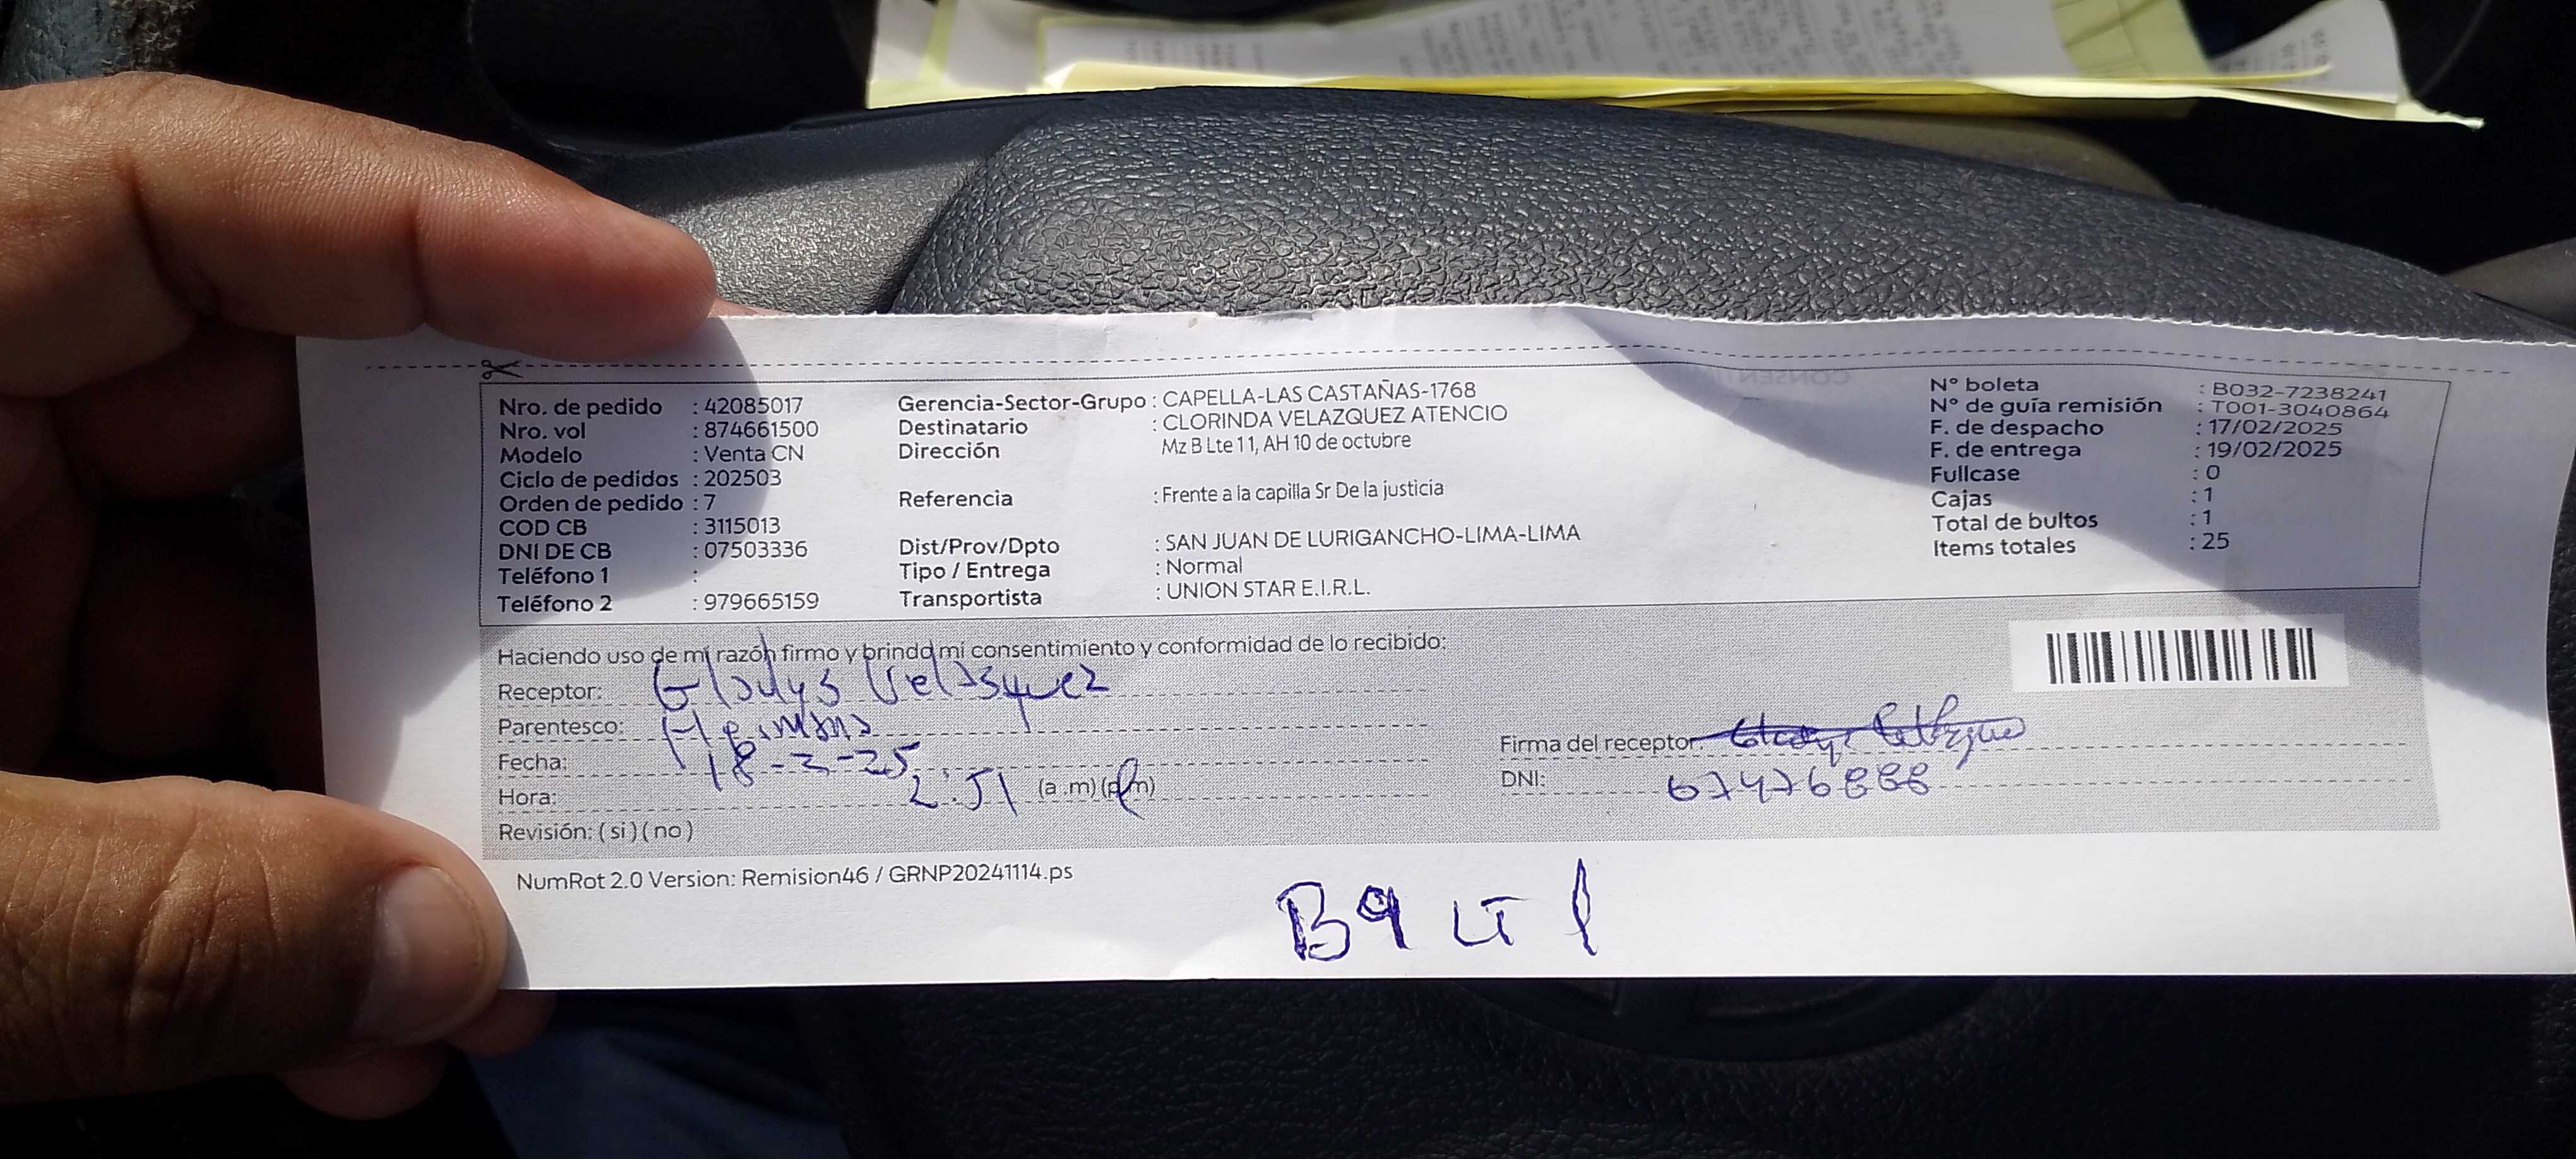 Nro. de pedido : 42085017
Nro. vol : 874661500
Modelo : Venta CN
Ciclo de pedidos : 202503
Orden de pedido : 7
COD CB : 3115013
DNI DE CB : 07503336
Teléfono 1 :
Teléfono 2 : 979665159
Gerencia-Sector-Grupo : CAPELLA-LAS CASTAÑAS-1768
Destinatario : CLORINDA VELAZQUEZ ATENCIO
Dirección Mz B Lte 11, AH 10 de octubre
Referencia : Frente a la capilla Sr De la justicia
Dist/Prov/Dpto : SAN JUAN DE LURIGANCHO-LIMA-LIMA
Tipo / Entrega : Normal
Transportista : UNION STAR E.I.R.L.
N° boleta : B032-7238241
N° de guía remisión : T001-3040864
F. de despacho : 17/02/2025
F. de entrega : 19/02/2025
Fullcase : 0
Cajas : 1
Total de bultos : 1
Items totales : 25
Haciendo uso de mi razón firmo y brindo mi consentimiento y conformidad de lo recibido:
Receptor: Gladys Velasquez
Parentesco: Hermana
Fecha: 18-2-25
Hora: 2:51 (a.m)(p.m)
Revisión: ( si ) ( no )
Firma del receptor:
DNI: 07476888
NumRot 2.0 Version: Remision46 / GRNP20241114.ps
B9 LT 1